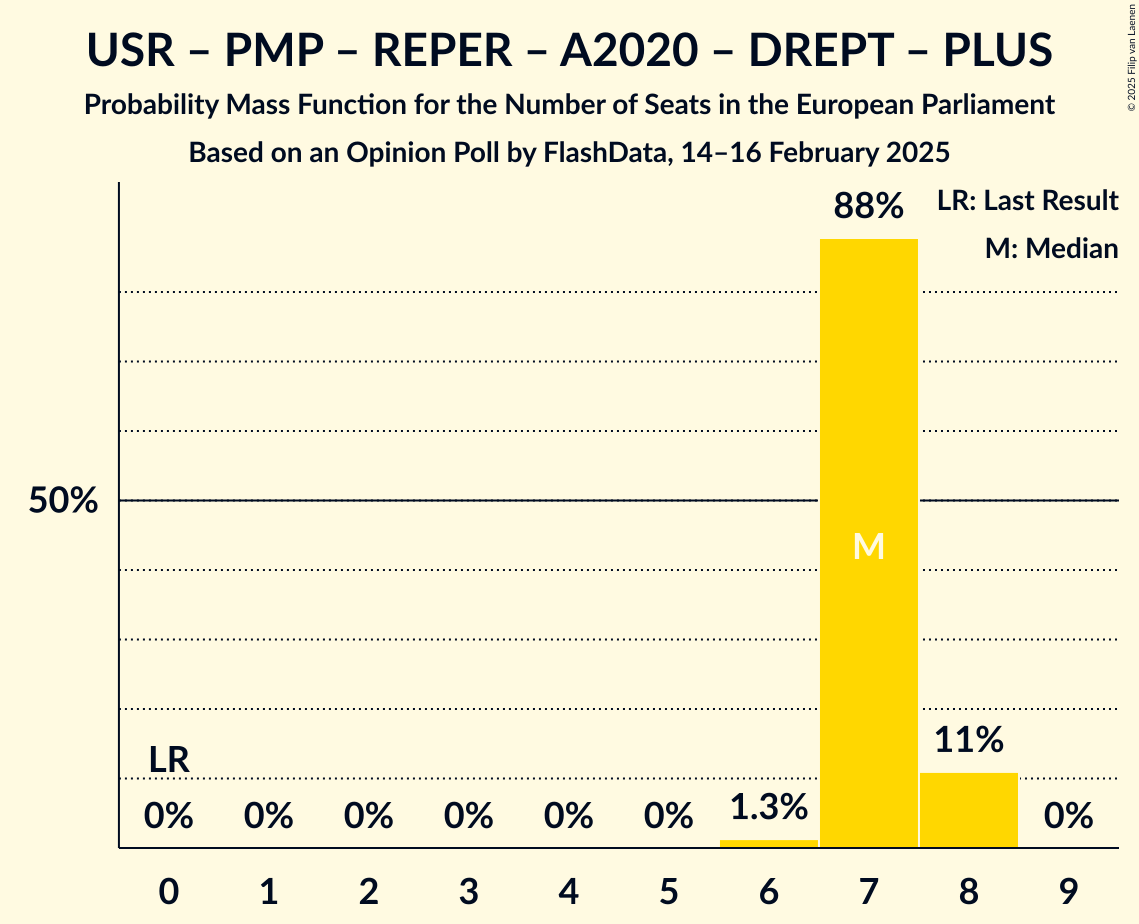 USR – PMP – REPER – A2020 – DREPT – PLUS
Probability Mass Function for the Number of Seats in the European Parliament
Based on an Opinion Poll by FlashData, 14–16 February 2025
© 2025 Filip van Laenen
LR: Last Result
M: Median
88%
50%
M
LR
11%
1.3%
0% 0% 0% 0% 0% 0% 0%
0 1 2 3 4 5 6 7 8 9